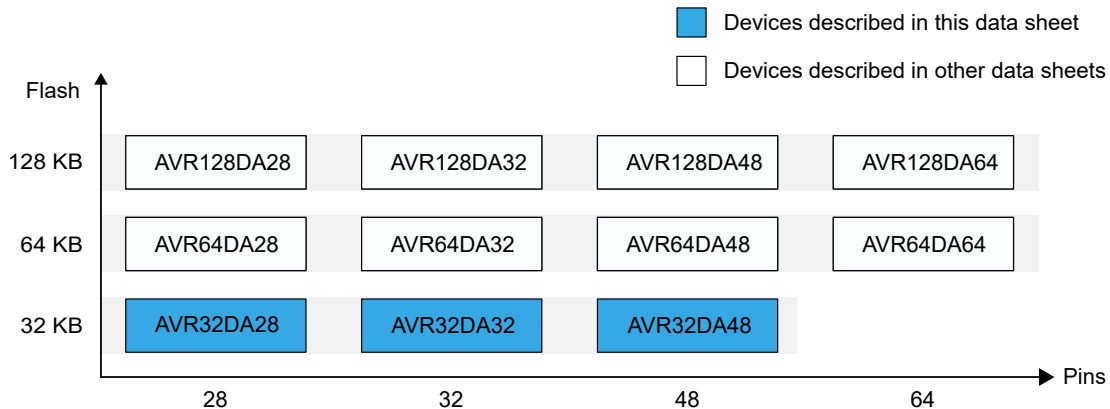 Devices described in this data sheet
Devices described in other data sheets
Flash
128 KB AVR128DA28 AVR128DA32 AVR128DA48 AVR128DA64
64 KB AVR64DA28 AVR64DA32 AVR64DA48 AVR64DA64
32 KB AVR32DA28 AVR32DA32 AVR32DA48
Pins
28 32 48 64